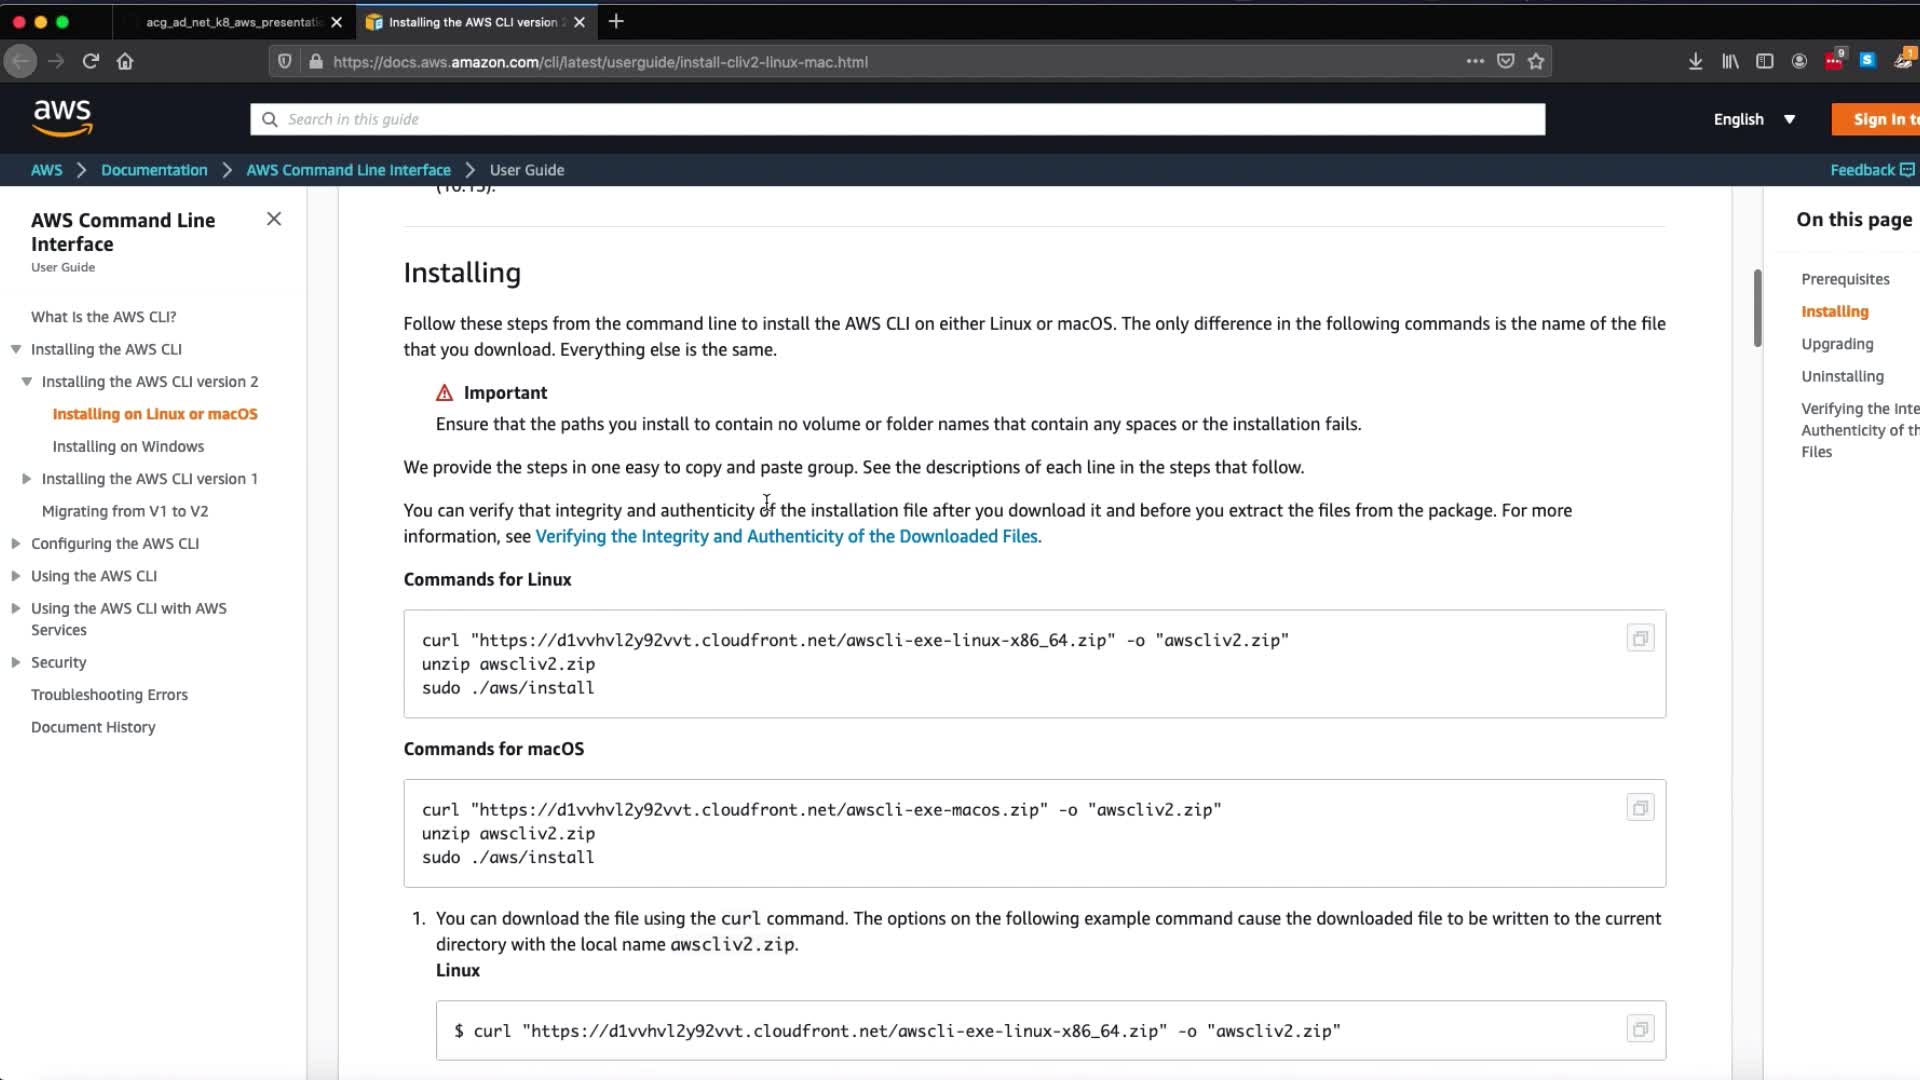 acg_ad_net_k8_aws_presentati
Installing the AWS CLI version
https://docs.aws.amazon.com/cli/latest/userguide/install-cliv2-linux-mac.html
9
S
1
aws
Search in this guide
English
Sign In to
AWS
Documentation
AWS Command Line Interface
User Guide
Feedback
AWS Command Line
Interface
User Guide
What Is the AWS CLI?
Installing the AWS CLI
Installing the AWS CLI version 2
Installing on Linux or macOS
Installing on Windows
Installing the AWS CLI version 1
Migrating from V1 to V2
Configuring the AWS CLI
Using the AWS CLI
Using the AWS CLI with AWS
Services
Security
Troubleshooting Errors
Document History
(10.15).
Installing
Follow these steps from the command line to install the AWS CLI on either Linux or macOS. The only difference in the following commands is the name of the file
that you download. Everything else is the same.
Important
Ensure that the paths you install to contain no volume or folder names that contain any spaces or the installation fails.
We provide the steps in one easy to copy and paste group. See the descriptions of each line in the steps that follow.
You can verify that integrity and authenticity of the installation file after you download it and before you extract the files from the package. For more
information, see Verifying the Integrity and Authenticity of the Downloaded Files.
Commands for Linux
curl "https://d1vvhvl2y92vvt.cloudfront.net/awscli-exe-linux-x86_64.zip" -o "awscliv2.zip"
unzip awscliv2.zip
sudo ./aws/install
Commands for macOS
curl "https://d1vvhvl2y92vvt.cloudfront.net/awscli-exe-macos.zip" -o "awscliv2.zip"
unzip awscliv2.zip
sudo ./aws/install
1. You can download the file using the curl command. The options on the following example command cause the downloaded file to be written to the current
directory with the local name awscliv2.zip.
Linux
$ curl "https://d1vvhvl2y92vvt.cloudfront.net/awscli-exe-linux-x86_64.zip" -o "awscliv2.zip"
On this page
Prerequisites
Installing
Upgrading
Uninstalling
Verifying the Inte
Authenticity of th
Files